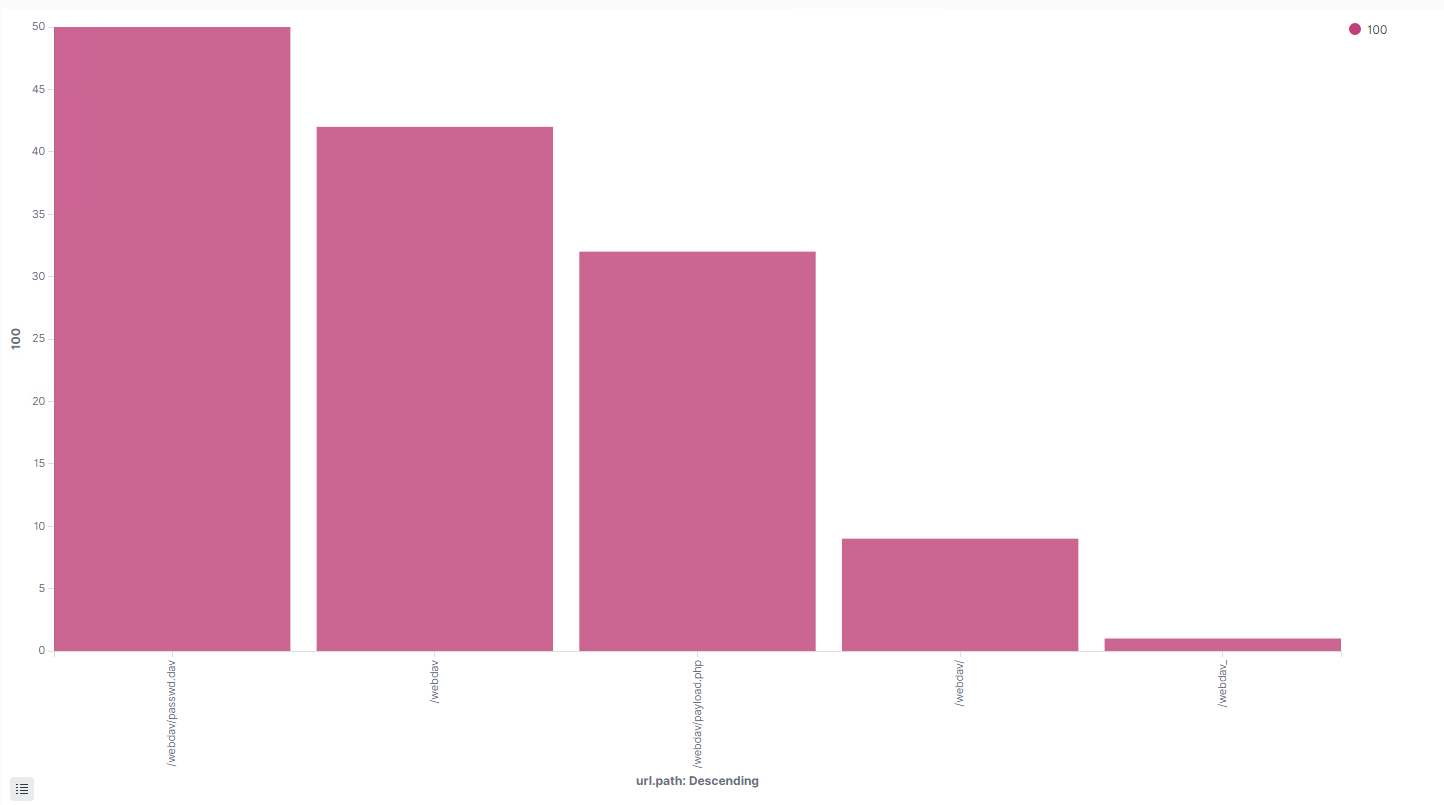 50
100
45
40
35
30
25
100
20
15
10
5
0
/webdav/passwd.dav
/webdav
/webdav/payload.php
/webdav/
/webdav_
url.path: Descending